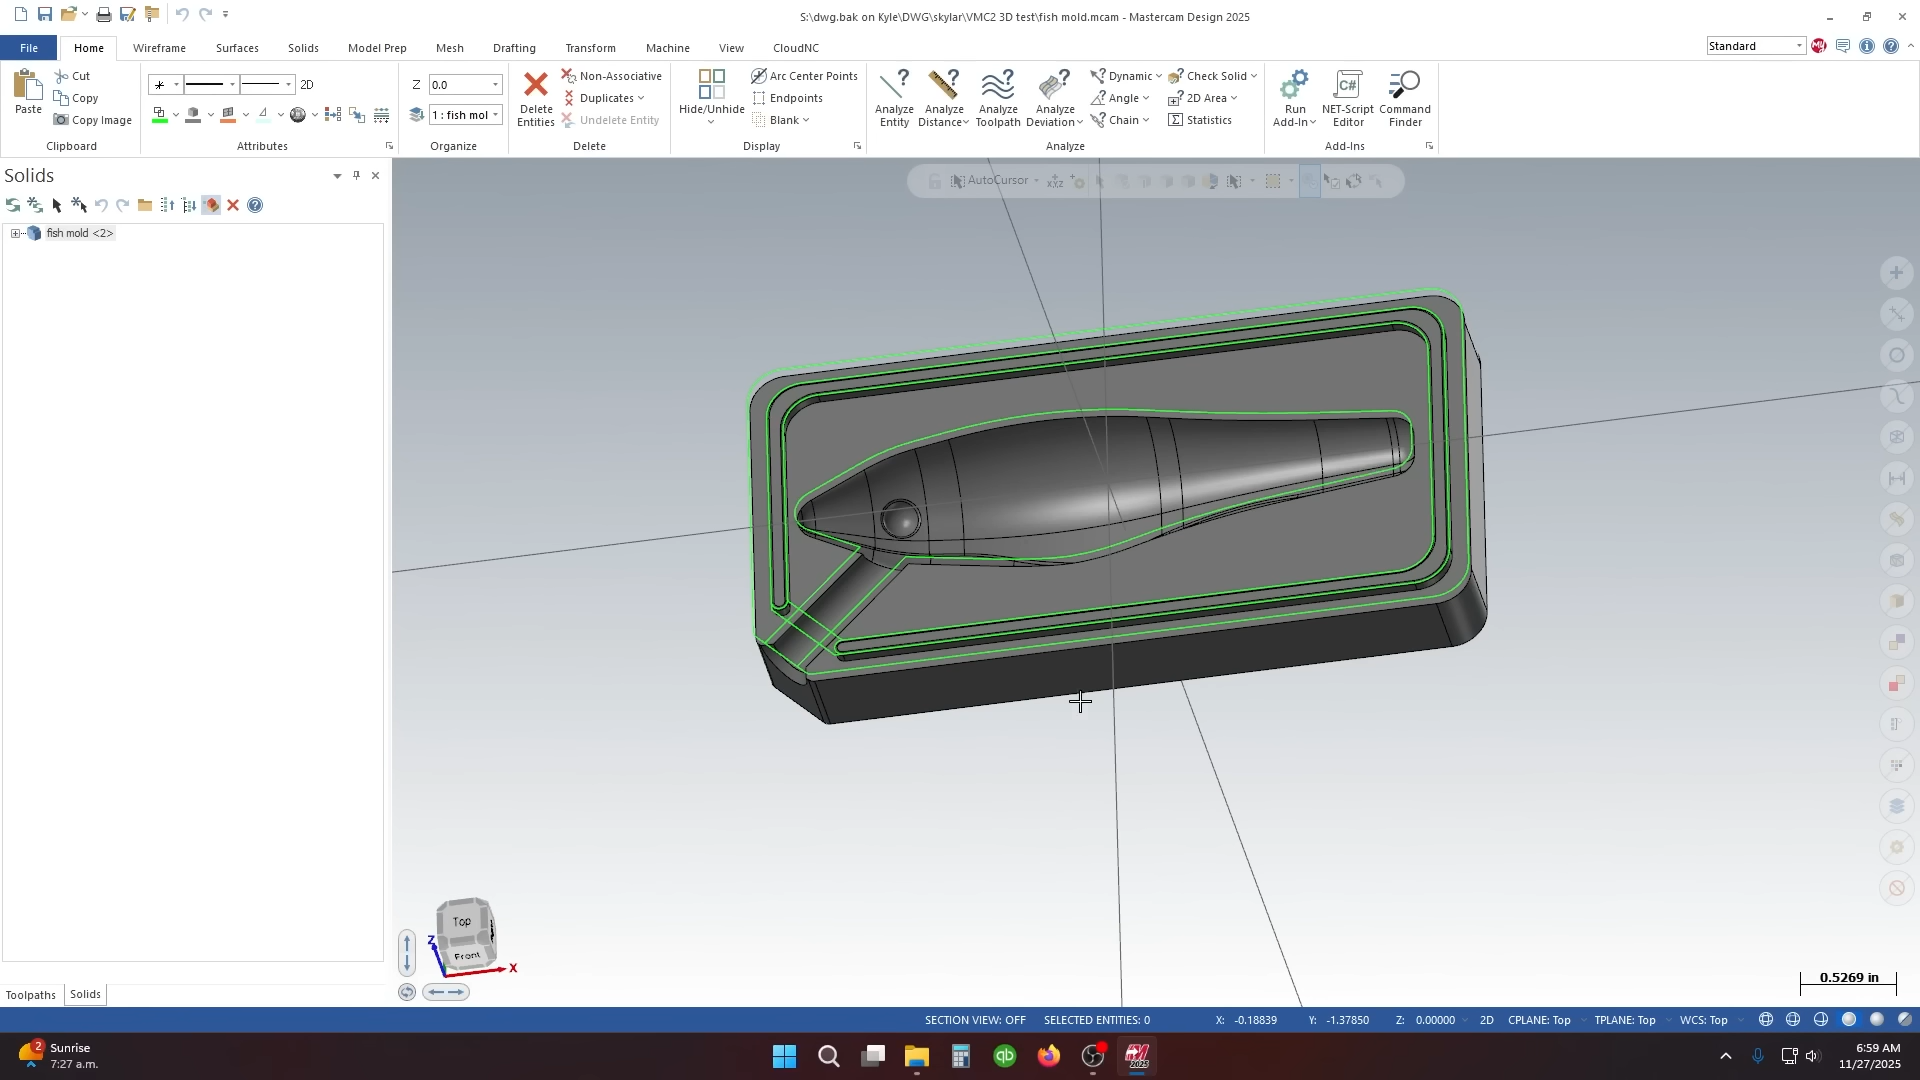 S:\dwg.bak on Kyle\DWG\skylar\VMC2 3D test\fish mold.mcam - Mastercam Design 2025
File Home Wireframe Surfaces Solids Model Prep Mesh Drafting Transform Machine View CloudNC
Standard
Paste
Cut
Copy
Copy Image
Clipboard
2D
Attributes
Z 0.0
1 : fish mol
Organize
Delete Entities
Non-Associative
Duplicates
Undelete Entity
Delete
Hide/Unhide
Arc Center Points
Endpoints
Blank
Display
Analyze Entity
Analyze Distance
Analyze Toolpath
Analyze Deviation
Dynamic
Angle
Chain
Check Solid
2D Area
Statistics
Analyze
Run Add-In
C#
NET-Script Editor
Command Finder
Add-Ins
Solids
fish mold <2>
AutoCursor
Top
Front
Z
X
0.5269 in
Toolpaths Solids
SECTION VIEW: OFF SELECTED ENTITIES: 0 X: -0.18839 Y: -1.37850 Z: 0.00000 2D CPLANE: Top TPLANE: Top WCS: Top
2
Sunrise
7:27 a.m.
qb
2025
6:59 AM
11/27/2025